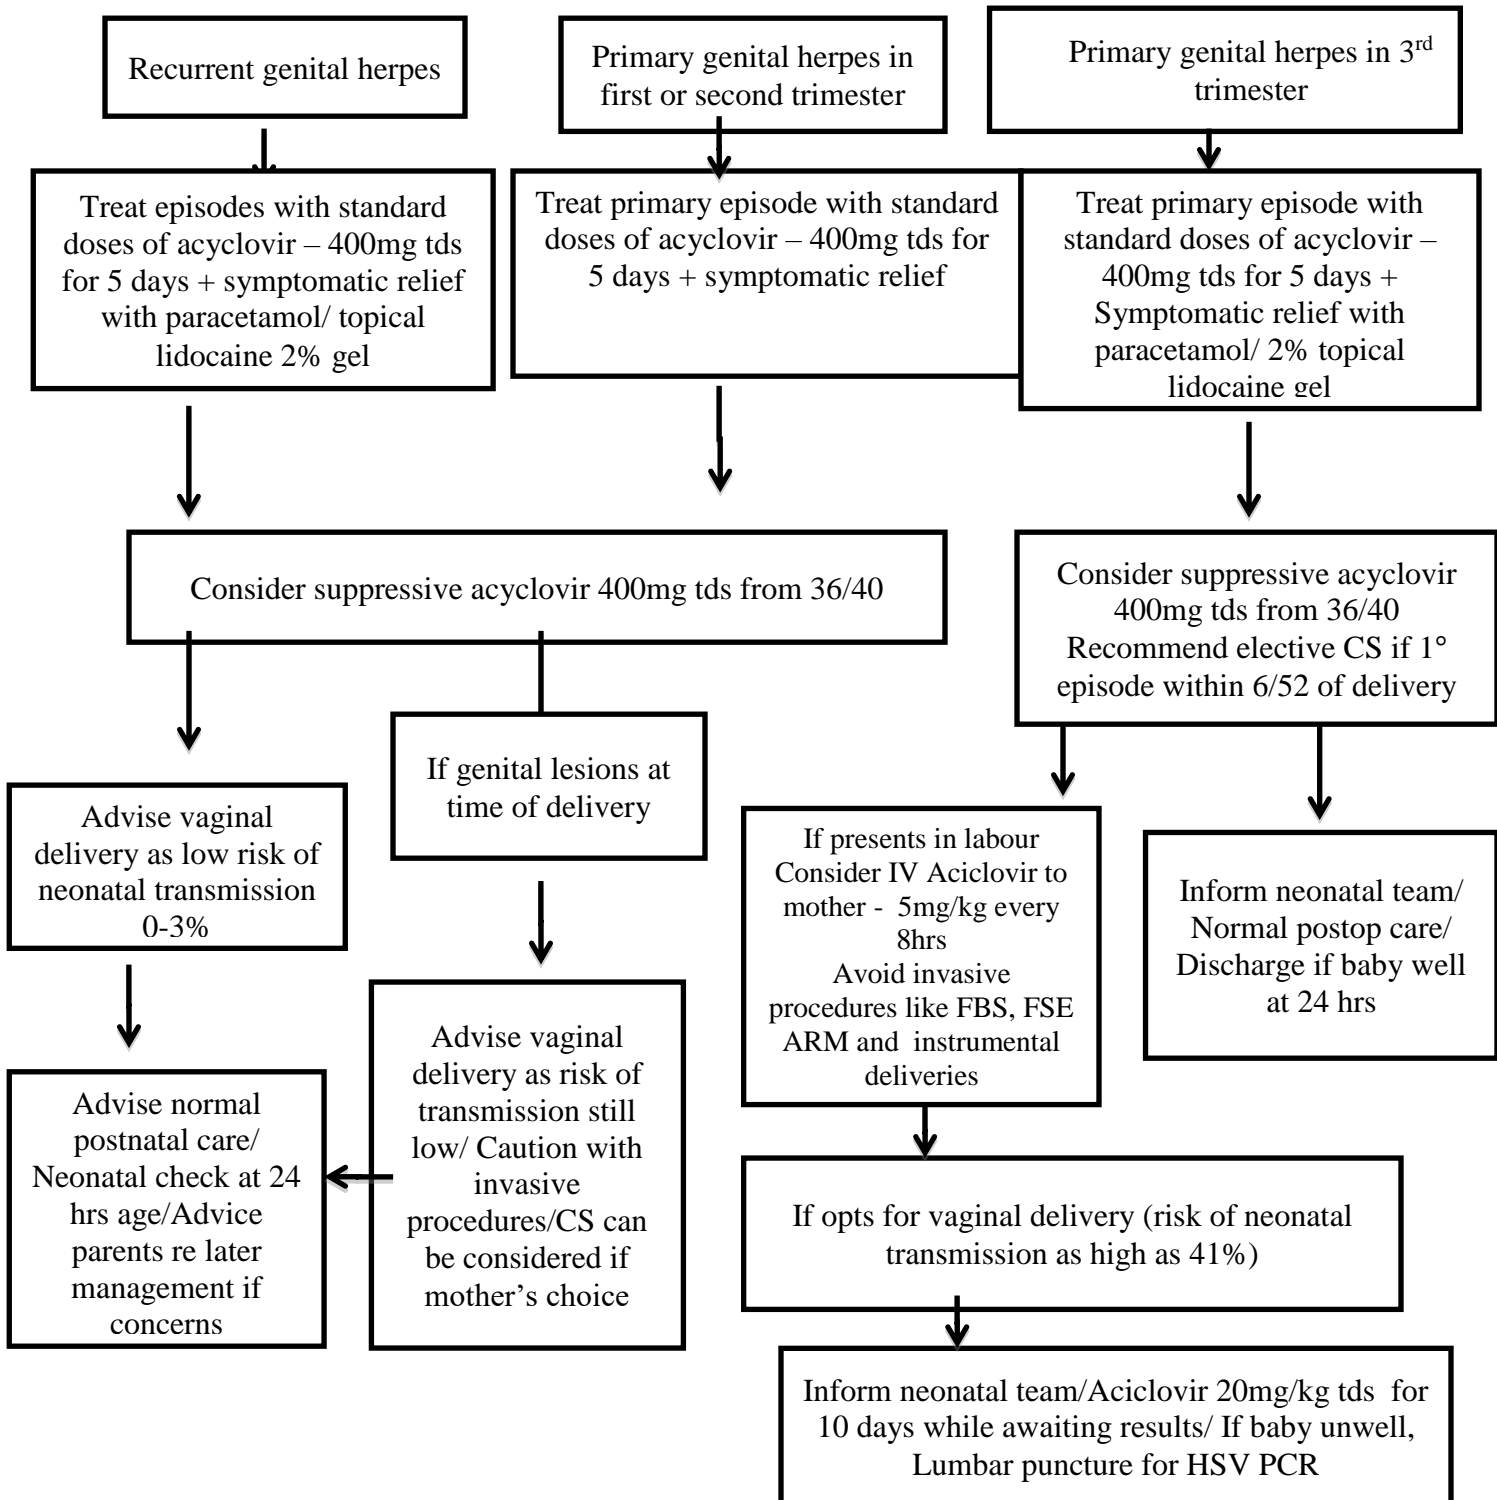 Recurrent genital herpes
Primary genital herpes in
first or second trimester
Primary genital herpes in 3rd
trimester
Treat episodes with standard
doses of acyclovir – 400mg tds
for 5 days + symptomatic relief
with paracetamol/ topical
lidocaine 2% gel
Treat primary episode with standard
doses of acyclovir – 400mg tds for
5 days + symptomatic relief
Treat primary episode with
standard doses of acyclovir –
400mg tds for 5 days +
Symptomatic relief with
paracetamol/ 2% topical
lidocaine gel
Consider suppressive acyclovir 400mg tds from 36/40
Consider suppressive acyclovir
400mg tds from 36/40
Recommend elective CS if 1°
episode within 6/52 of delivery
Advise vaginal
delivery as low risk of
neonatal transmission
0-3%
If genital lesions at
time of delivery
If presents in labour
Consider IV Aciclovir to
mother - 5mg/kg every
8hrs
Avoid invasive
procedures like FBS, FSE
ARM and instrumental
deliveries
Inform neonatal team/
Normal postop care/
Discharge if baby well
at 24 hrs
Advise normal
postnatal care/
Neonatal check at 24
hrs age/Advice
parents re later
management if
concerns
Advise vaginal
delivery as risk of
transmission still
low/ Caution with
invasive
procedures/CS can
be considered if
mother’s choice
If opts for vaginal delivery (risk of neonatal
transmission as high as 41%)
Inform neonatal team/Aciclovir 20mg/kg tds for
10 days while awaiting results/ If baby unwell,
Lumbar puncture for HSV PCR